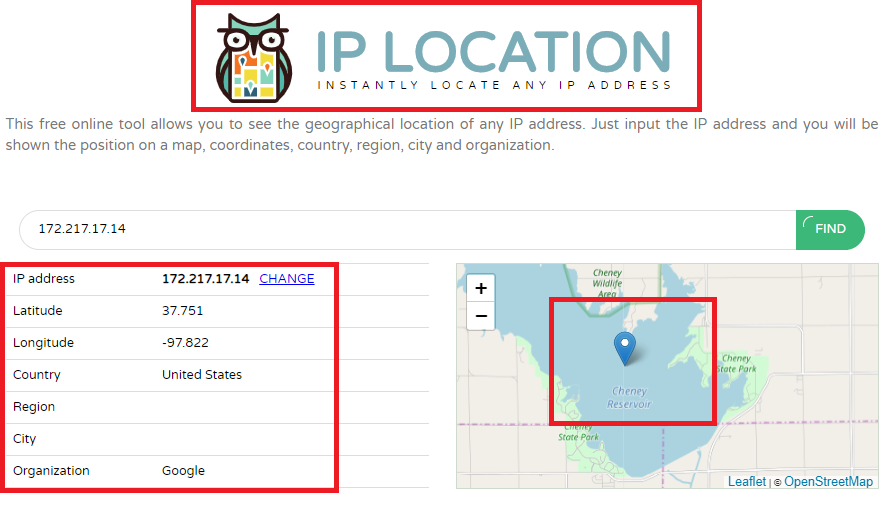 IP LOCATION
INSTANTLY LOCATE ANY IP ADDRESS
This free online tool allows you to see the geographical location of any IP address. Just input the IP address and you will be
shown the position on a map, coordinates, country, region, city and organization.
172.217.17.14
FIND
IP address 172.217.17.14 CHANGE
Latitude 37.751
Longitude -97.822
Country United States
Region
City
Organization Google
+
−
Cheney
Wildlife
Area
Cheney
State Park
Cheney
Reservoir
Cheney
State Park
Leaflet | © OpenStreetMap